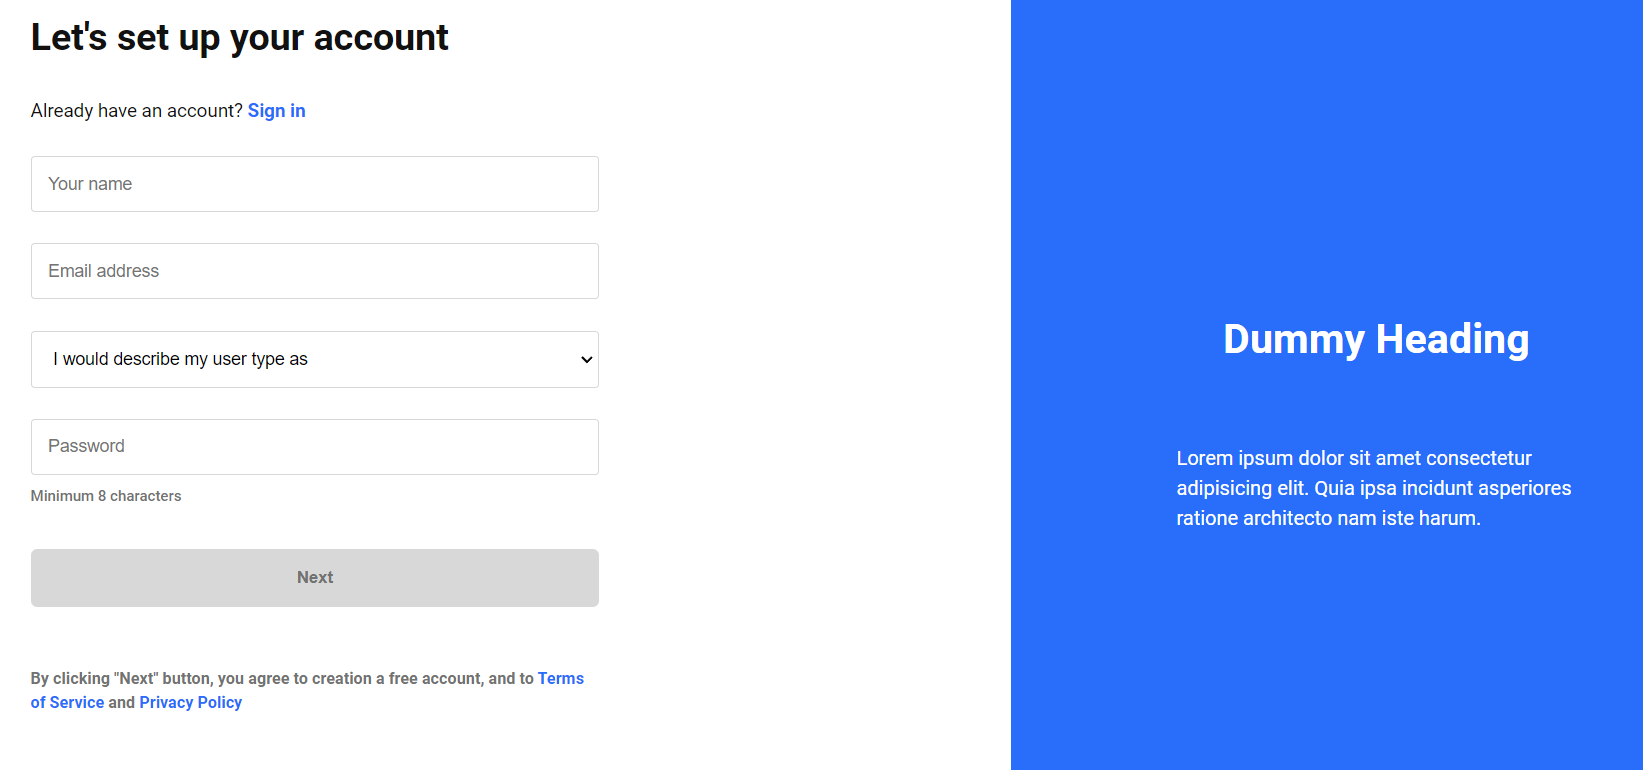 Let's set up your account
Already have an account? Sign in
Your name
Email address
I would describe my user type as
Password
Minimum 8 characters
Next
By clicking "Next" button, you agree to creation a free account, and to Terms
of Service and Privacy Policy
Dummy Heading
Lorem ipsum dolor sit amet consectetur
adipisicing elit. Quia ipsa incidunt asperiores
ratione architecto nam iste harum.